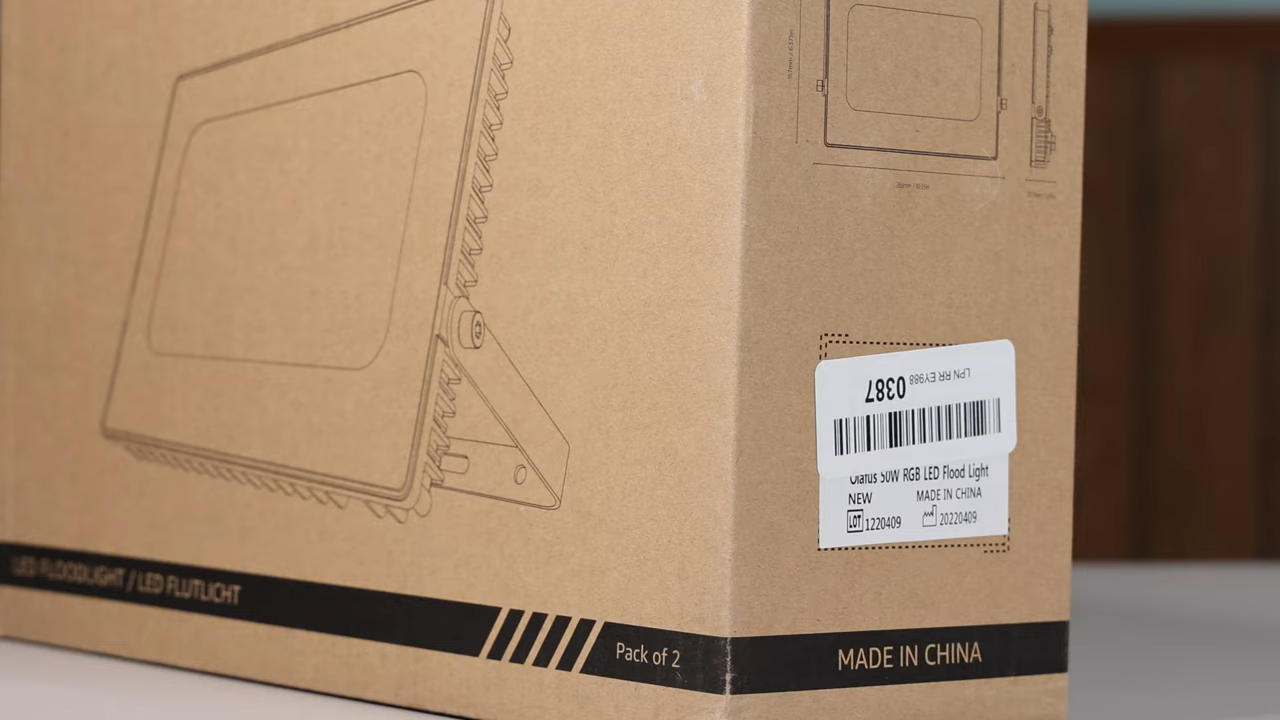 LED FLOODLIGHT / LED FLUTLICHT
Pack of 2
LPN RR EY988
0387
Olafus 50W RGB LED Flood Light
NEW
MADE IN CHINA
LOT 1220409
20220409
MADE IN CHINA